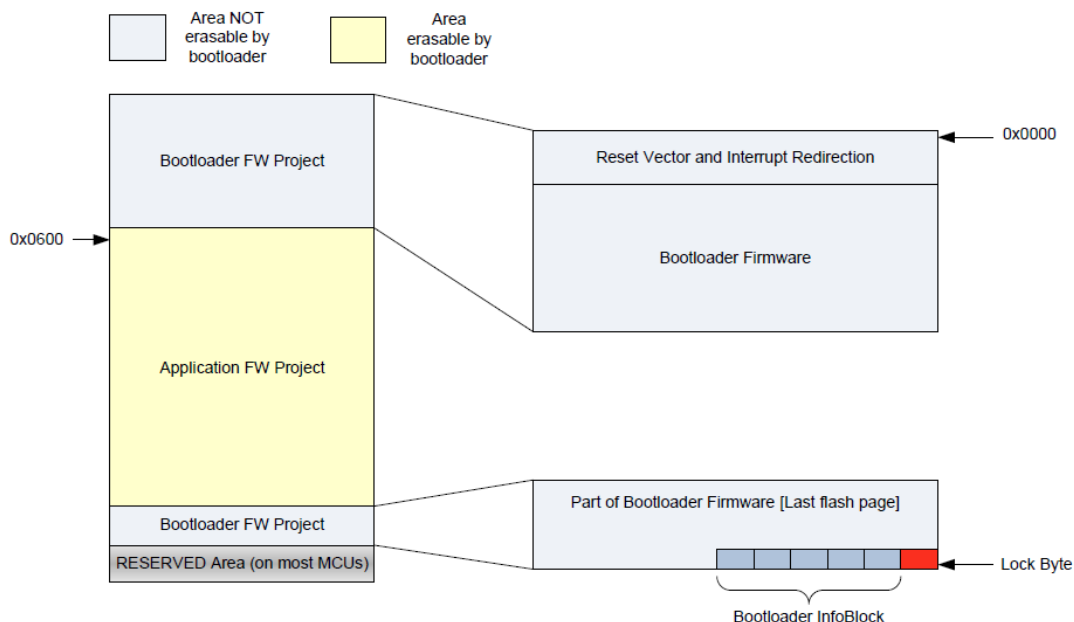 Area NOT
erasable by
bootloader
Area
erasable by
bootloader
Bootloader FW Project
0x0000
Reset Vector and Interrupt Redirection
0x0600
Bootloader Firmware
Application FW Project
Part of Bootloader Firmware [Last flash page]
Bootloader FW Project
RESERVED Area (on most MCUs)
Lock Byte
Bootloader InfoBlock